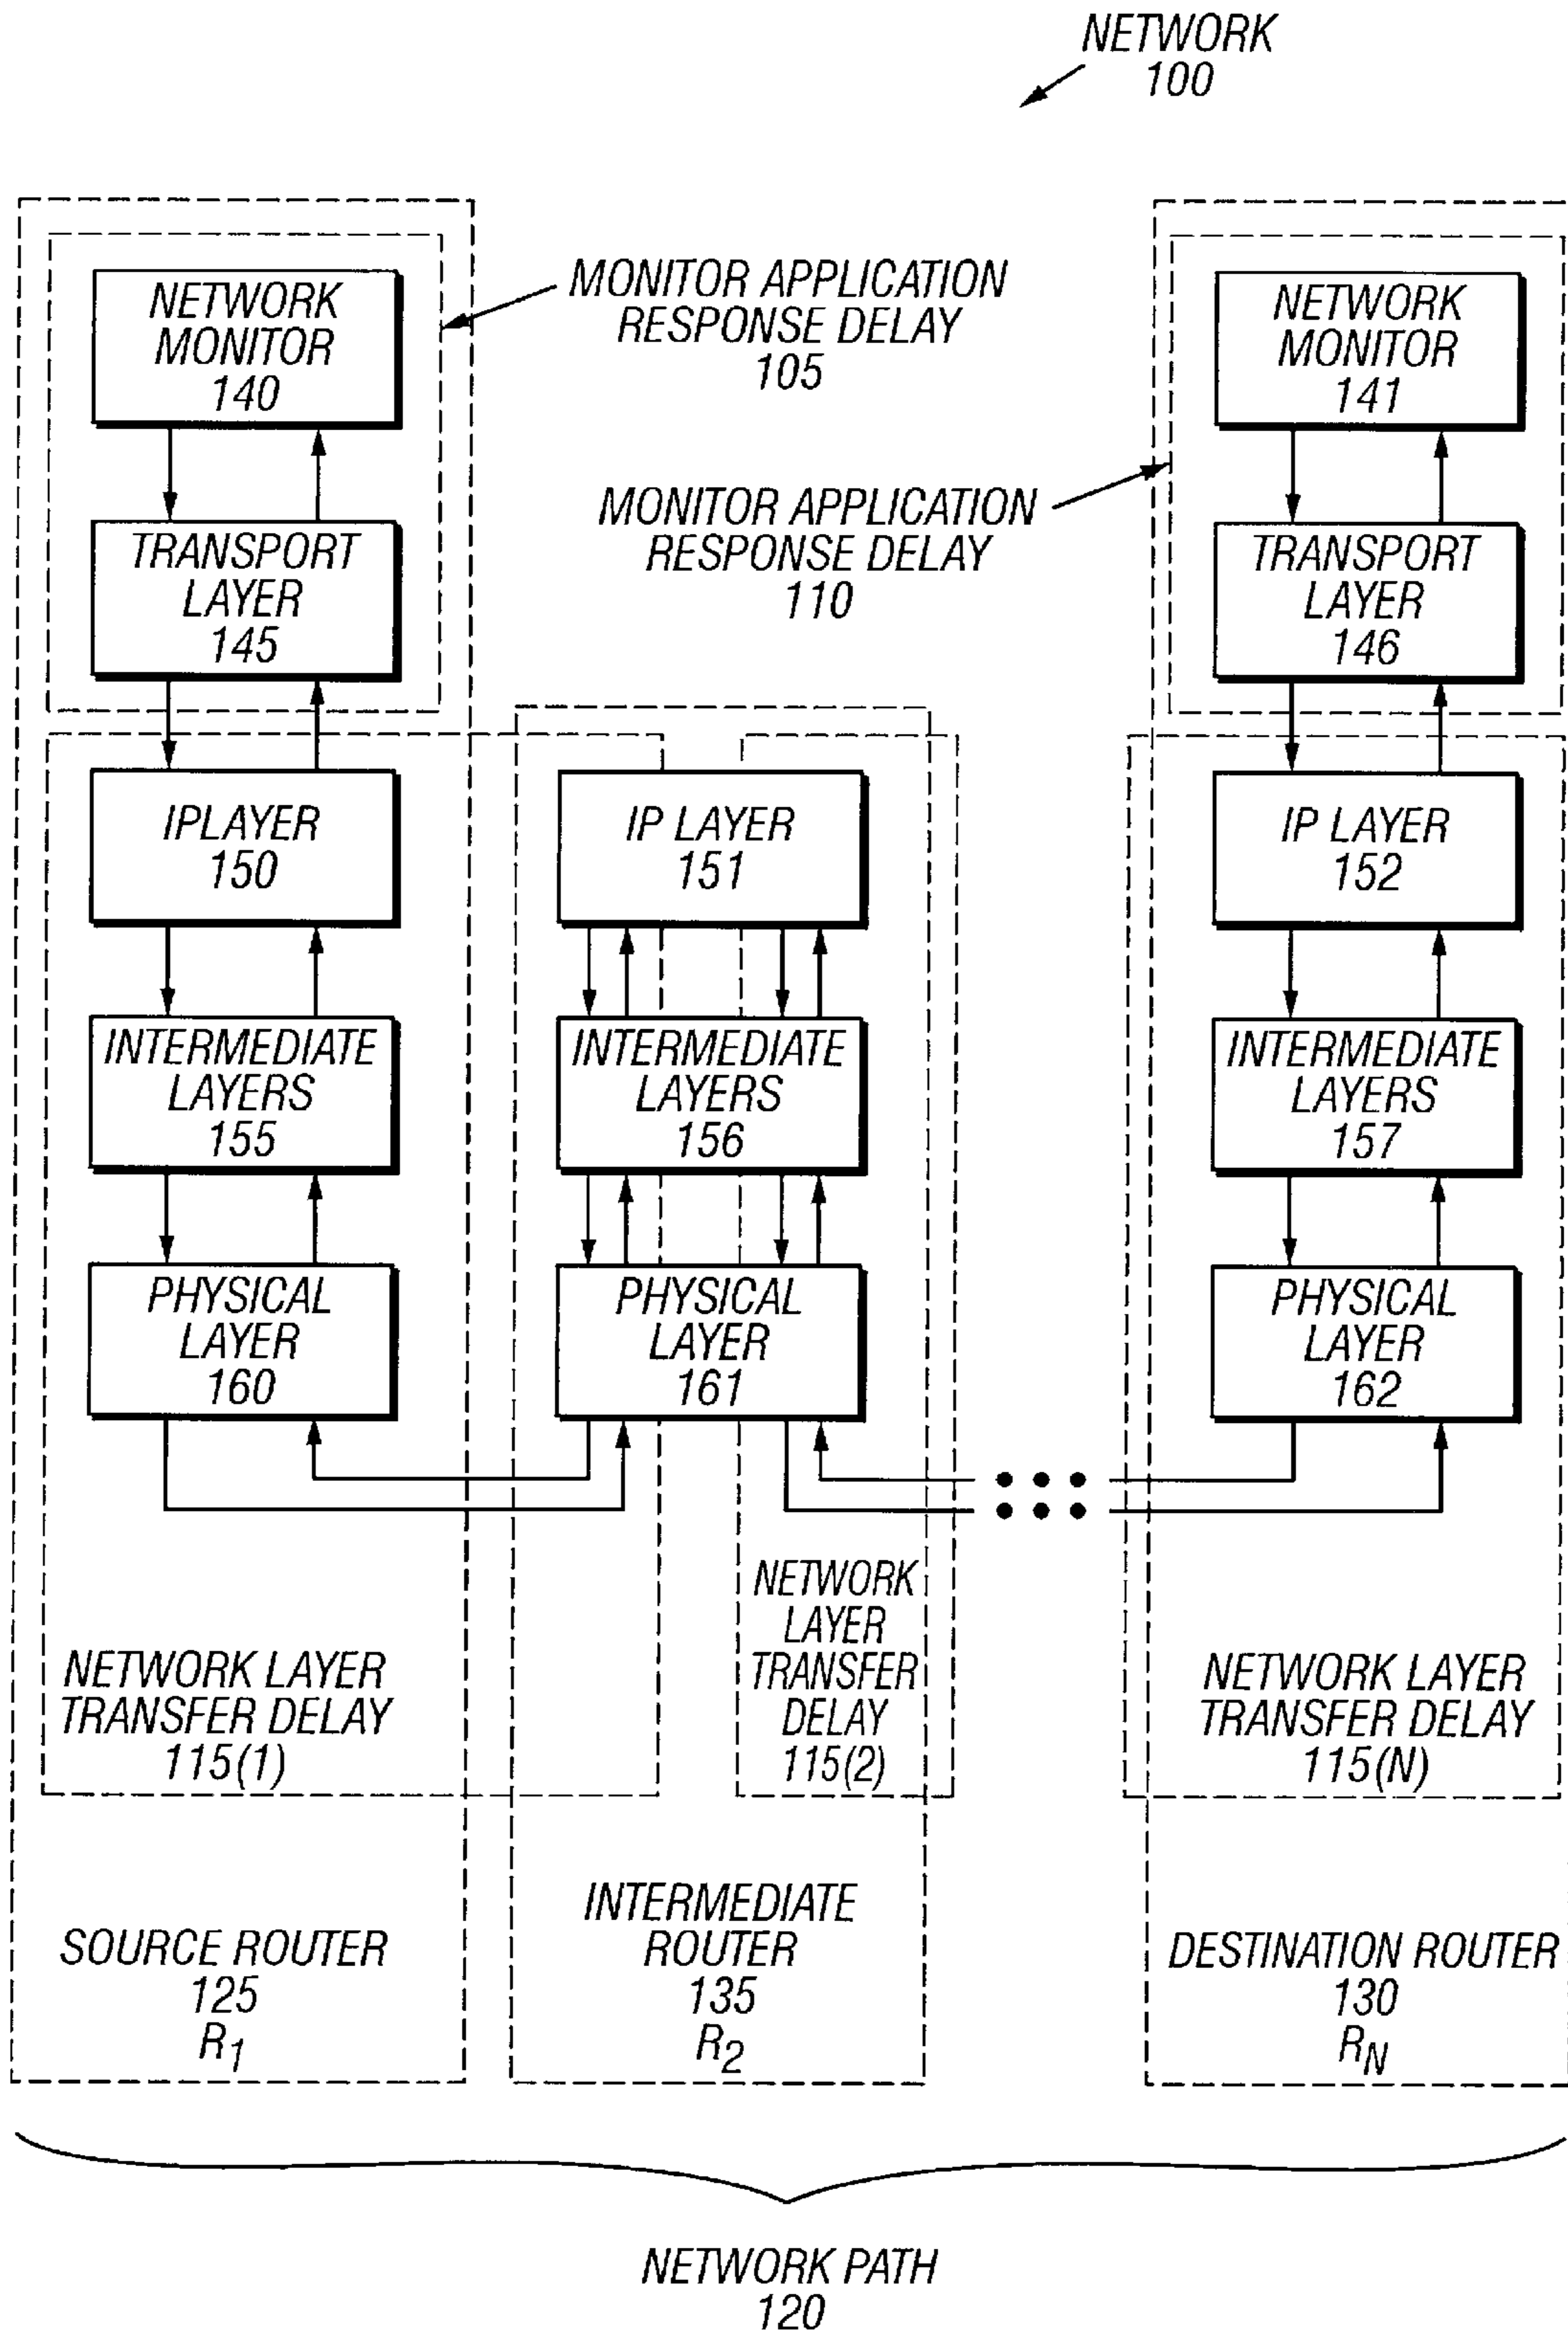 NETWORK
100
NETWORK
MONITOR
140
MONITOR APPLICATION
RESPONSE DELAY
105
NETWORK
MONITOR
141
MONITOR APPLICATION
RESPONSE DELAY
110
TRANSPORT
LAYER
145
TRANSPORT
LAYER
146
IPLAYER
150
IP LAYER
151
IP LAYER
152
INTERMEDIATE
LAYERS
155
INTERMEDIATE
LAYERS
156
INTERMEDIATE
LAYERS
157
PHYSICAL
LAYER
160
PHYSICAL
LAYER
161
PHYSICAL
LAYER
162
NETWORK LAYER
TRANSFER DELAY
115(1)
NETWORK
LAYER
TRANSFER
DELAY
115(2)
NETWORK LAYER
TRANSFER DELAY
115(N)
SOURCE ROUTER
125
R1
INTERMEDIATE
ROUTER
135
R2
DESTINATION ROUTER
130
RN
NETWORK PATH
120